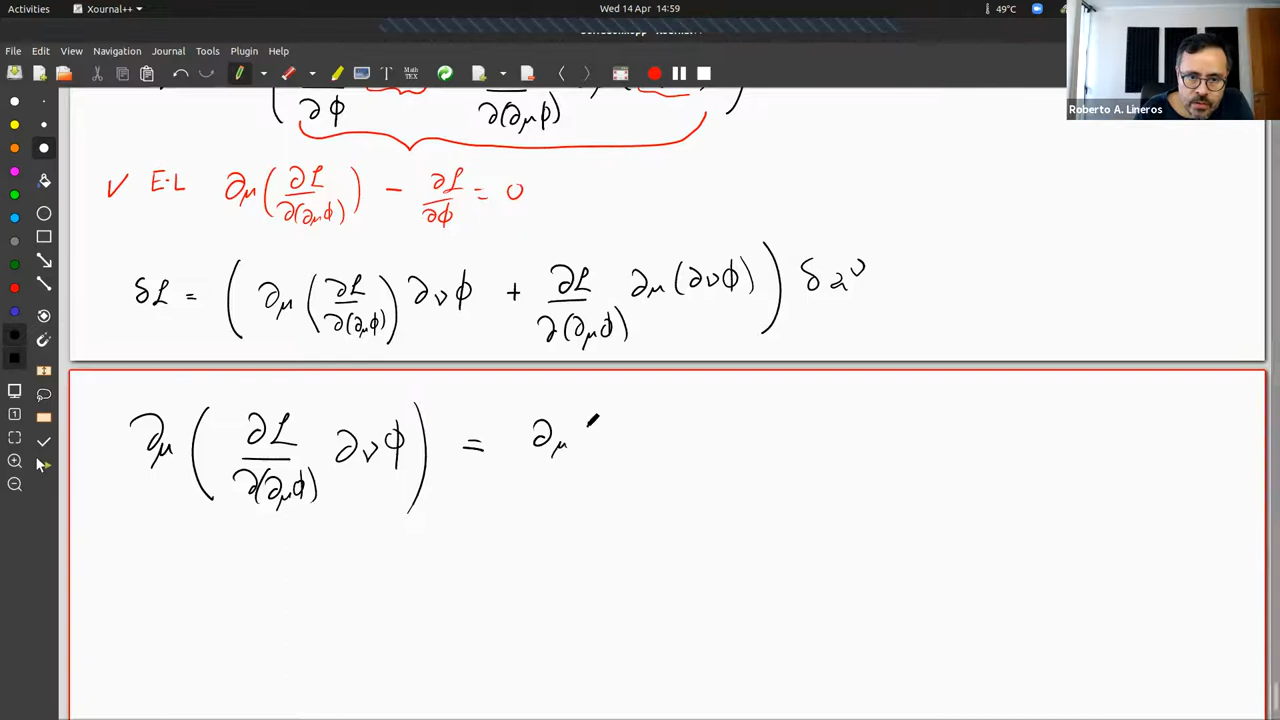 Activities Xournal++ Wed 14 Apr 14:59 49°C
File Edit View Navigation Journal Tools Plugin Help
Roberto A. Lineros
∂φ ∂(∂μφ)
✓ E-L ∂μ(∂ℒ/∂(∂μφ)) − ∂ℒ/∂φ = 0
δℒ = (∂μ(∂ℒ/∂(∂μφ)) ∂νφ + ∂ℒ/∂(∂μφ) ∂μ(∂νφ)) δa^ν
∂μ(∂ℒ/∂(∂μφ) ∂νφ) = ∂μ